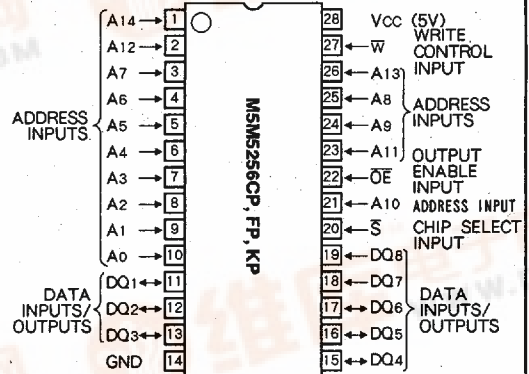 A14 1
A12 2
A7 3
A6 4
A5 5
A4 6
A3 7
A2 8
A1 9
A0 10
DQ1 11
DQ2 12
DQ3 13
GND 14
ADDRESS
INPUTS
DATA
INPUTS/
OUTPUTS
M5M5256CP, FP, KP
28 VCC (5V)
27 W̅ WRITE
CONTROL
INPUT
26 A13
25 A8
24 A9
23 A11
ADDRESS
INPUTS
22 O̅E̅ OUTPUT
ENABLE
INPUT
21 A10 ADDRESS INPUT
20 S̅ CHIP SELECT
INPUT
19 DQ8
18 DQ7
17 DQ6
16 DQ5
15 DQ4
DATA
INPUTS/
OUTPUTS